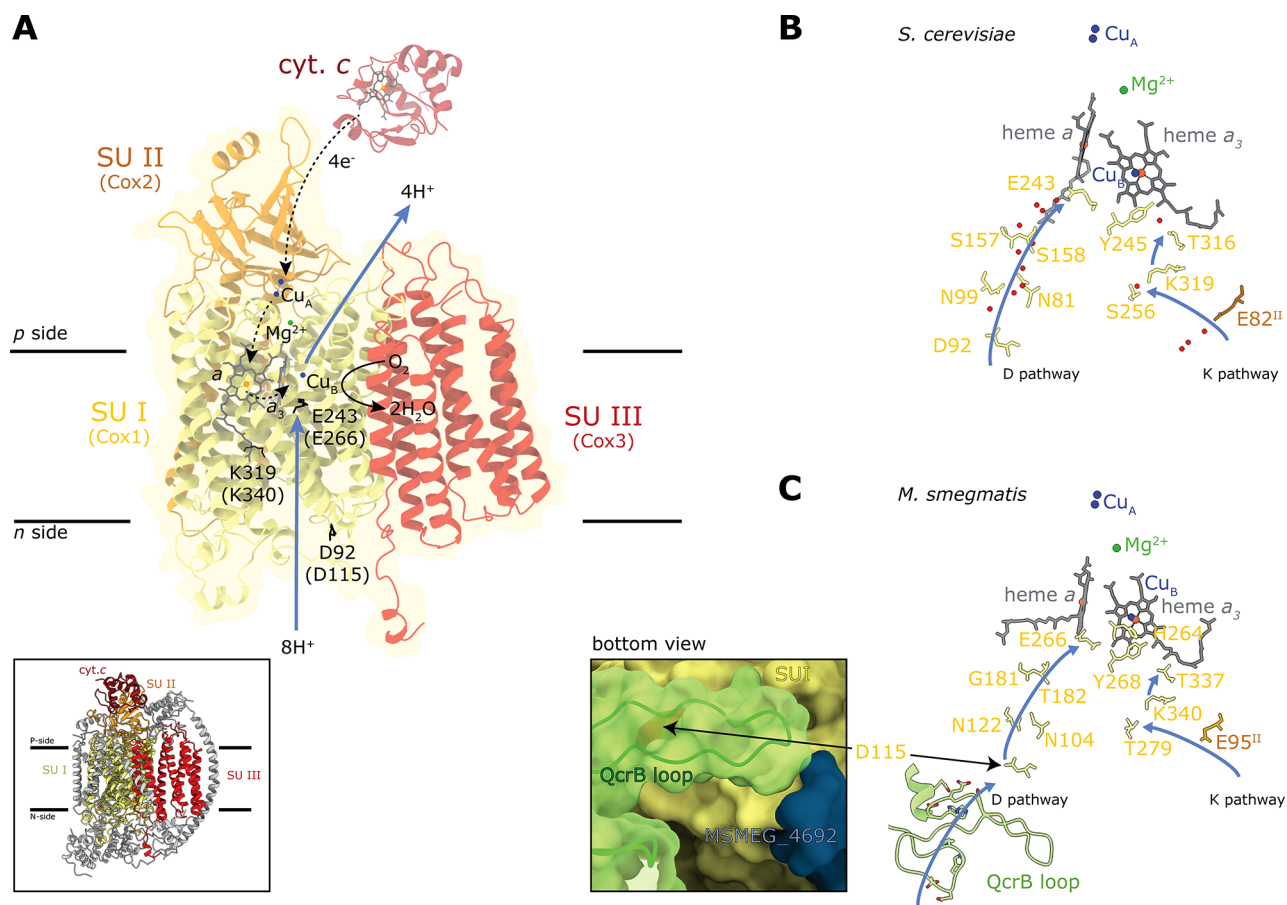 A
cyt. c
4e-
SU II
(Cox2)
4H+
CuA
Mg2+
p side
a
a3
CuB
O2
2H2O
E243
(E266)
SU I
(Cox1)
SU III
(Cox3)
K319
(K340)
n side
D92
(D115)
8H+
cyt.c
SU II
P-side
SU I
SU III
N-side
bottom view
SUI
QcrB loop
MSMEG_4692
B
S. cerevisiae
CuA
Mg2+
heme a
heme a3
CuB
E243
S157
S158
Y245
T316
N99
N81
K319
S256
E82II
D92
D pathway
K pathway
C
M. smegmatis
CuA
Mg2+
CuB
heme a
heme a3
E266
H264
G181
T182
Y268
T337
N122
N104
K340
T279
E95II
D115
D pathway
K pathway
QcrB loop